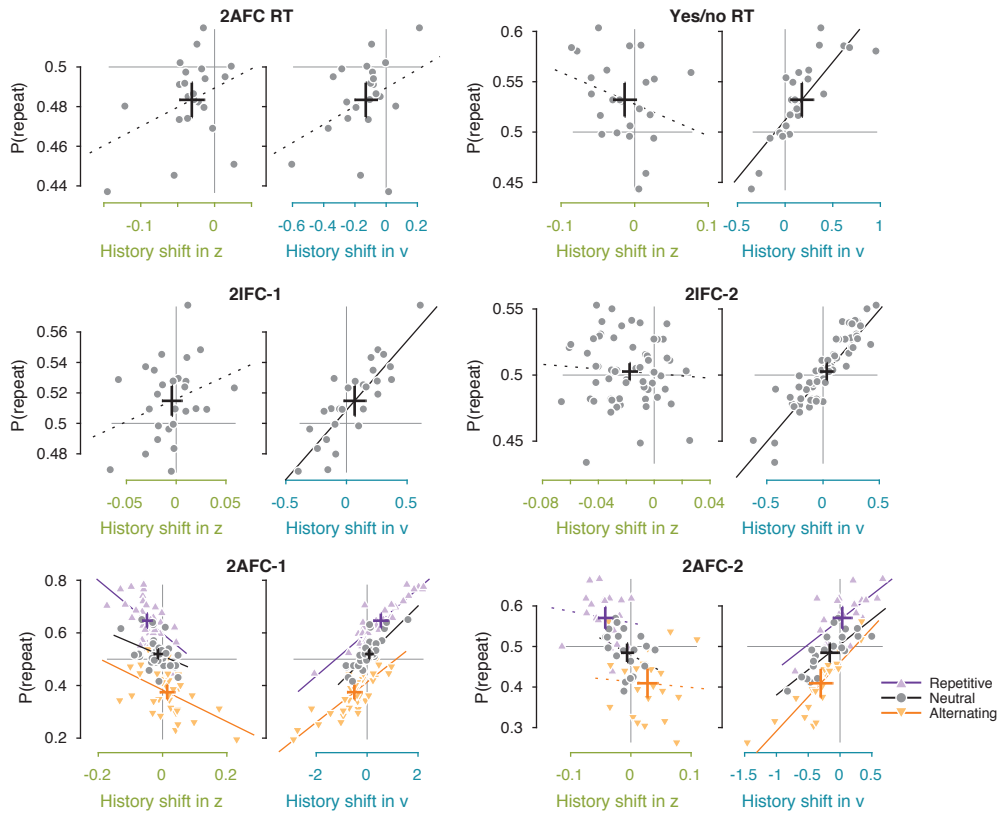 2AFC RT
P(repeat)
0.5
0.48
0.46
0.44
-0.1
0
History shift in z
-0.6 -0.4 -0.2 0 0.2
History shift in v
Yes/no RT
P(repeat)
0.6
0.55
0.5
0.45
-0.1
0
0.1
History shift in z
-0.5
0
0.5
1
History shift in v
2IFC-1
P(repeat)
0.56
0.54
0.52
0.5
0.48
-0.05
0
0.05
History shift in z
-0.5
0
0.5
History shift in v
2IFC-2
P(repeat)
0.55
0.5
0.45
-0.08
-0.04
0
0.04
History shift in z
-0.5
0
0.5
History shift in v
2AFC-1
P(repeat)
0.8
0.6
0.4
0.2
-0.2
0
0.2
History shift in z
-2
0
2
History shift in v
2AFC-2
P(repeat)
0.6
0.5
0.4
0.3
-0.1
0
0.1
History shift in z
-1.5
-1
-0.5
0
0.5
History shift in v
Repetitive
Neutral
Alternating